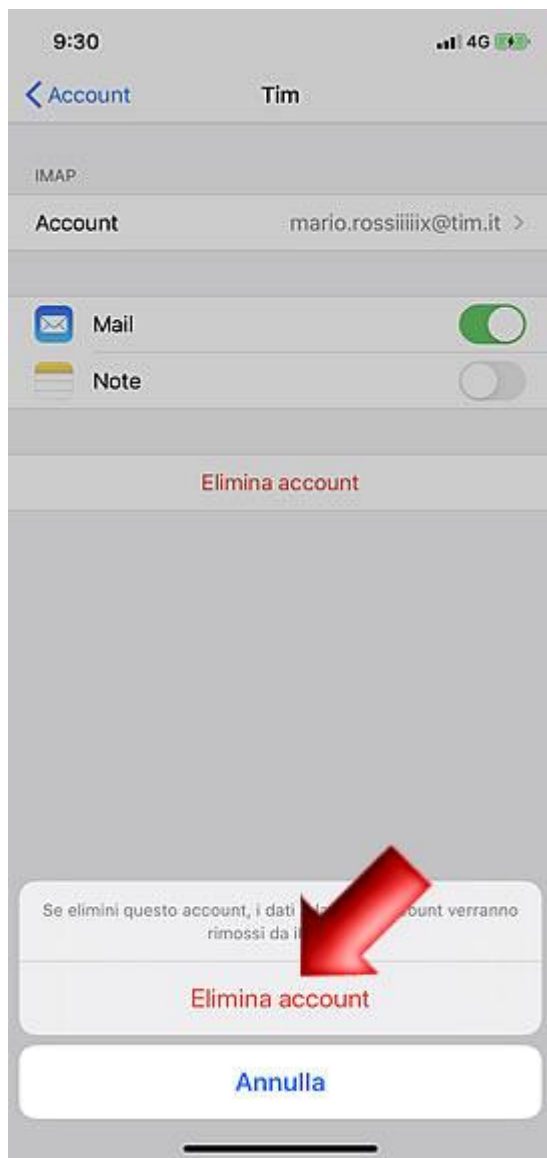 9:30
4G
Account
Tim
IMAP
Account
mario.rossiiiiix@tim.it
Mail
Note
Elimina account
Se elimini questo account, i dati verranno
rimossi da
Elimina account
Annulla